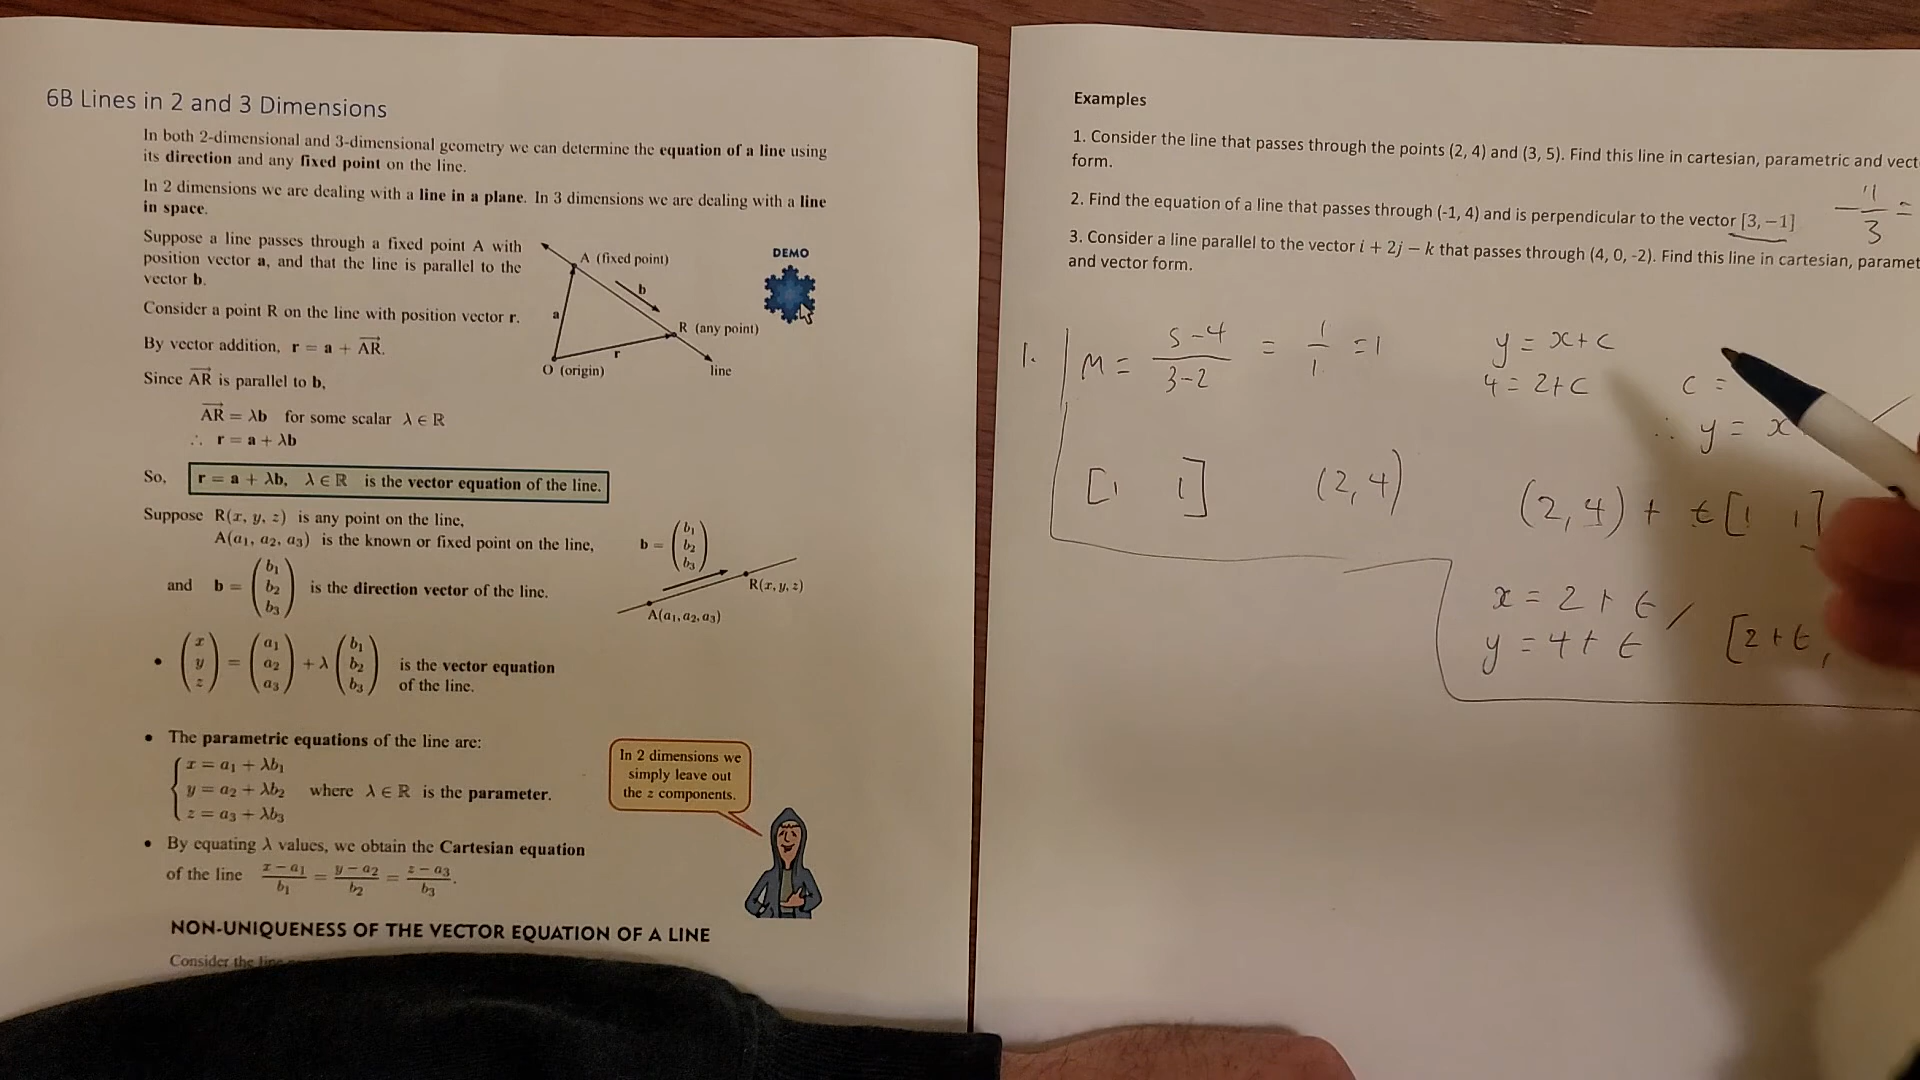 6B Lines in 2 and 3 Dimensions
In both 2-dimensional and 3-dimensional geometry we can determine the equation of a line using
its direction and any fixed point on the line.
In 2 dimensions we are dealing with a line in a plane. In 3 dimensions we are dealing with a line
in space.
Suppose a line passes through a fixed point A with
position vector a, and that the line is parallel to the
vector b.
Consider a point R on the line with position vector r.
By vector addition, r = a + \overrightarrow{AR}.
Since \overrightarrow{AR} is parallel to b,
\overrightarrow{AR} = λb for some scalar λ ∈ ℝ
∴ r = a + λb
A (fixed point)
b
a
R (any point)
r
O (origin)
line
DEMO
So, r = a + λb, λ ∈ ℝ is the vector equation of the line.
Suppose R(x, y, z) is any point on the line,
A(a₁, a₂, a₃) is the known or fixed point on the line,
and b = (b₁ b₂ b₃) is the direction vector of the line.
b = (b₁ b₂ b₃)
R(x, y, z)
A(a₁, a₂, a₃)
• (x y z) = (a₁ a₂ a₃) + λ (b₁ b₂ b₃) is the vector equation
of the line.
• The parametric equations of the line are:
x = a₁ + λb₁
y = a₂ + λb₂ where λ ∈ ℝ is the parameter.
z = a₃ + λb₃
In 2 dimensions we
simply leave out
the z components.
• By equating λ values, we obtain the Cartesian equation
of the line (x − a₁)/b₁ = (y − a₂)/b₂ = (z − a₃)/b₃.
NON-UNIQUENESS OF THE VECTOR EQUATION OF A LINE
Consider the line
Examples
1. Consider the line that passes through the points (2, 4) and (3, 5). Find this line in cartesian, parametric and vect
form.
2. Find the equation of a line that passes through (-1, 4) and is perpendicular to the vector [3, −1]
3. Consider a line parallel to the vector i + 2j − k that passes through (4, 0, -2). Find this line in cartesian, paramet
and vector form.
1. M = (5-4)/(3-2) = 1/1 = 1
y = x+c
4 = 2+c
c =
∴ y = x
[1 1] (2,4) (2,4) + t[1 1]
x = 2+t
y = 4+t [2+t,